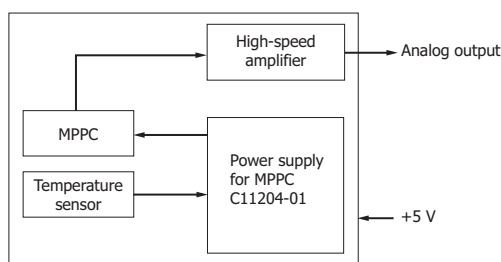 High-speed
amplifier
Analog output
MPPC
Power supply
for MPPC
C11204-01
Temperature
sensor
+5 V